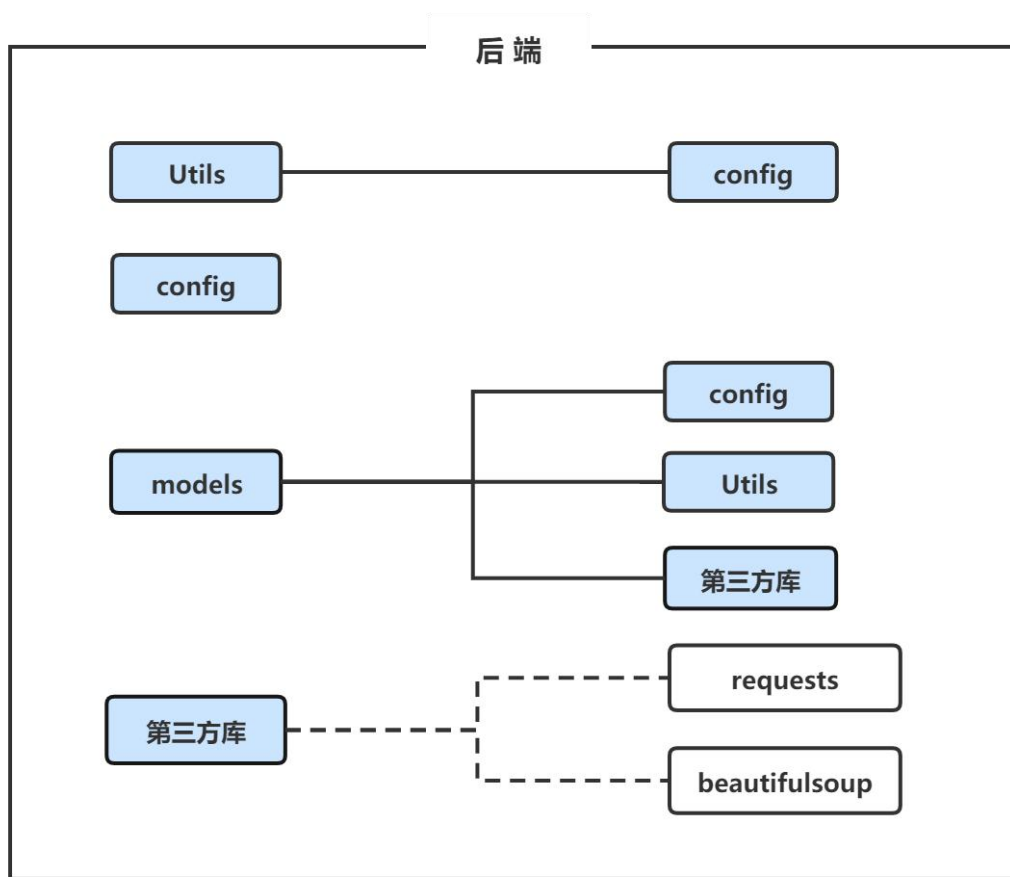 后 端
Utils
config
config
config
models
Utils
第三方库
requests
第三方库
beautifulsoup